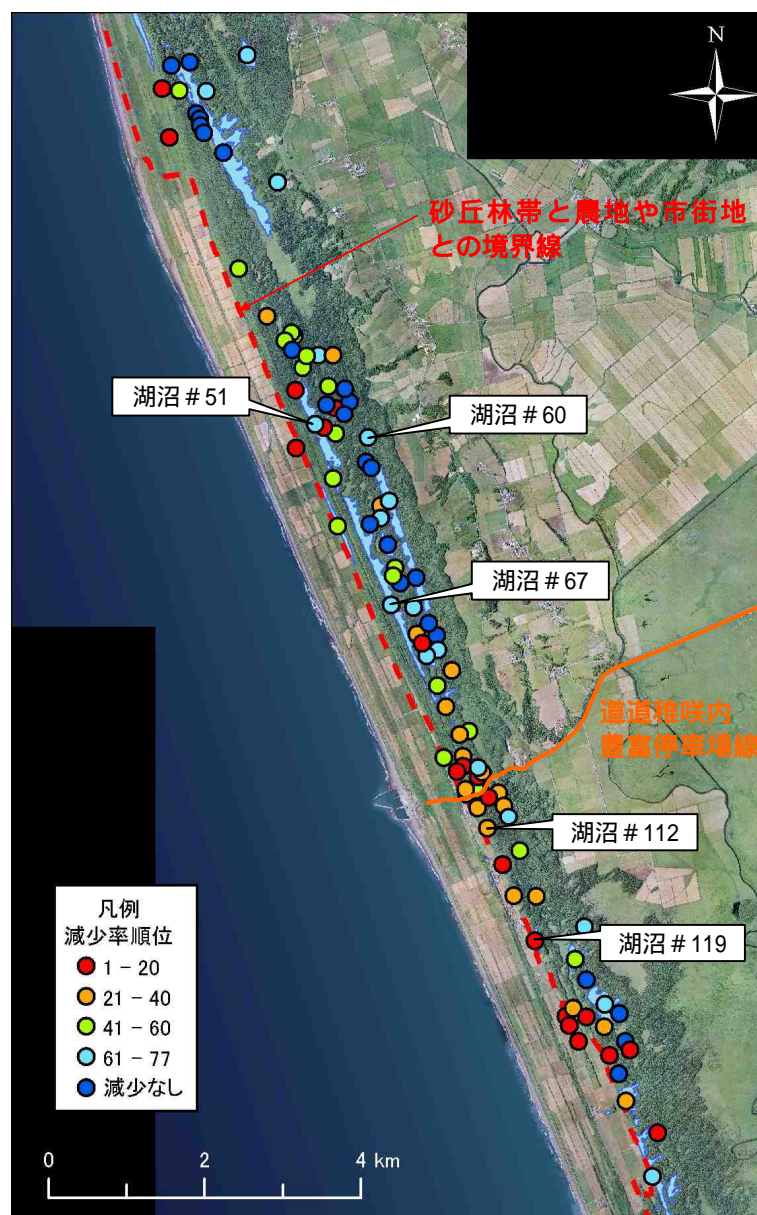 N
砂丘林帯と農地や市街地
との境界線
湖沼＃51
湖沼＃60
湖沼＃67
道道稚咲内
豊富停車場線
湖沼＃112
湖沼＃119
凡例
減少率順位
1 − 20
21 − 40
41 − 60
61 − 77
減少なし
0 2 4 km